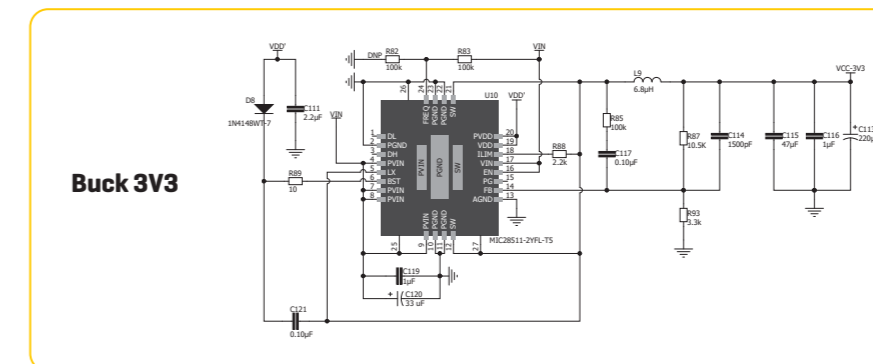 Buck 3V3
VDD'
D8
1N4148WT-7
C111
2.2µF
VIN
R89
10
C121
0.10µF
DNP
R82
100k
R83
100k
VIN
26
24
23
22
21
FREQ
PGND
PGND
SW
U10
VDD'
1 DL
2 PGND
3 DH
4 PVIN
5 LX
6 BST
7 PVIN
8 PVIN
PVIN
PGND
SW
PVDD 20
VDD 19
ILIM 18
VIN 17
EN 16
PG 15
FB 14
AGND 13
PVIN
PGND
PGND
SW
25
9
10
11
12
27
MIC28511-2YFL-T5
C119
1µF
+ C120
33 uF
R88
2.2k
R85
100k
C117
0.10µF
L9
6.8µH
R87
10.5K
C114
1500pF
R93
3.3k
C115
47µF
C116
1µF
VCC-3V3
+